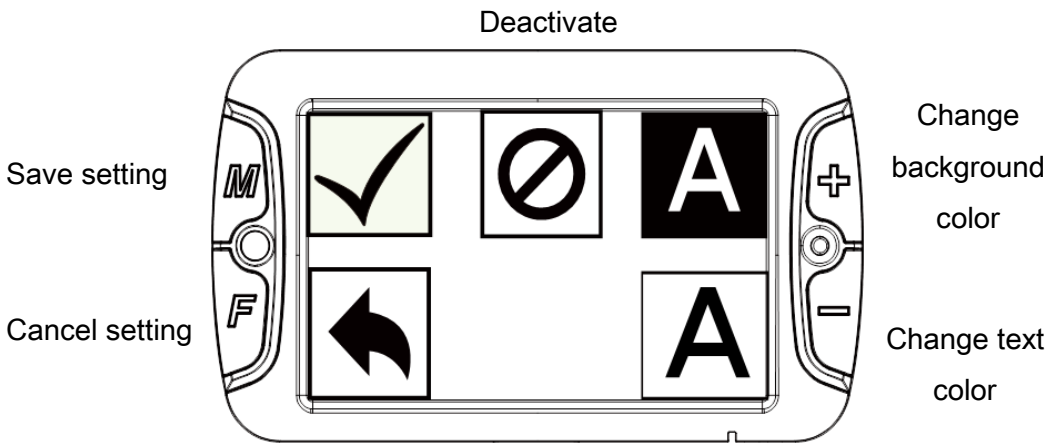 Deactivate
Save setting
M
A
+
Change
background
color
Cancel setting
F
A
−
Change text
color